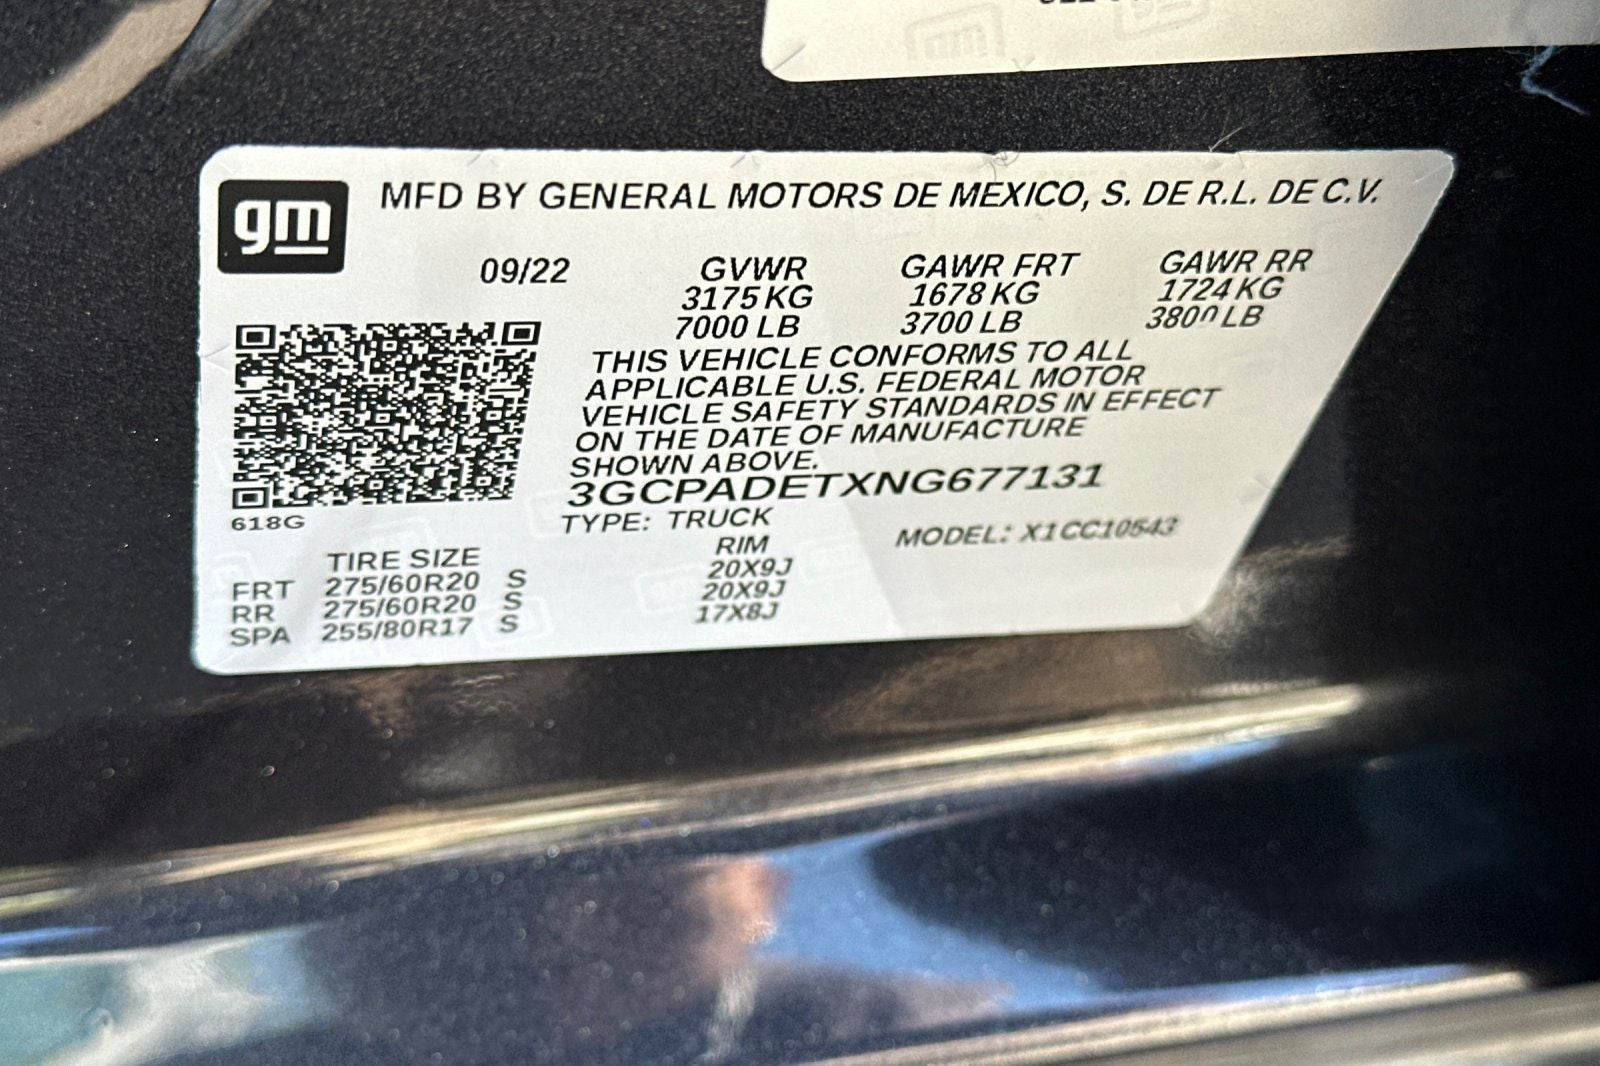 gm
MFD BY GENERAL MOTORS DE MEXICO, S. DE R.L. DE C.V.
09/22 GVWR GAWR FRT GAWR RR
3175 KG 1678 KG 1724 KG
7000 LB 3700 LB 3800 LB
THIS VEHICLE CONFORMS TO ALL
APPLICABLE U.S. FEDERAL MOTOR
VEHICLE SAFETY STANDARDS IN EFFECT
ON THE DATE OF MANUFACTURE
SHOWN ABOVE.
3GCPADETXNG677131
618G
TYPE: TRUCK MODEL: X1CC10543
TIRE SIZE RIM
FRT 275/60R20 S 20X9J
RR 275/60R20 S 20X9J
SPA 255/80R17 S 17X8J